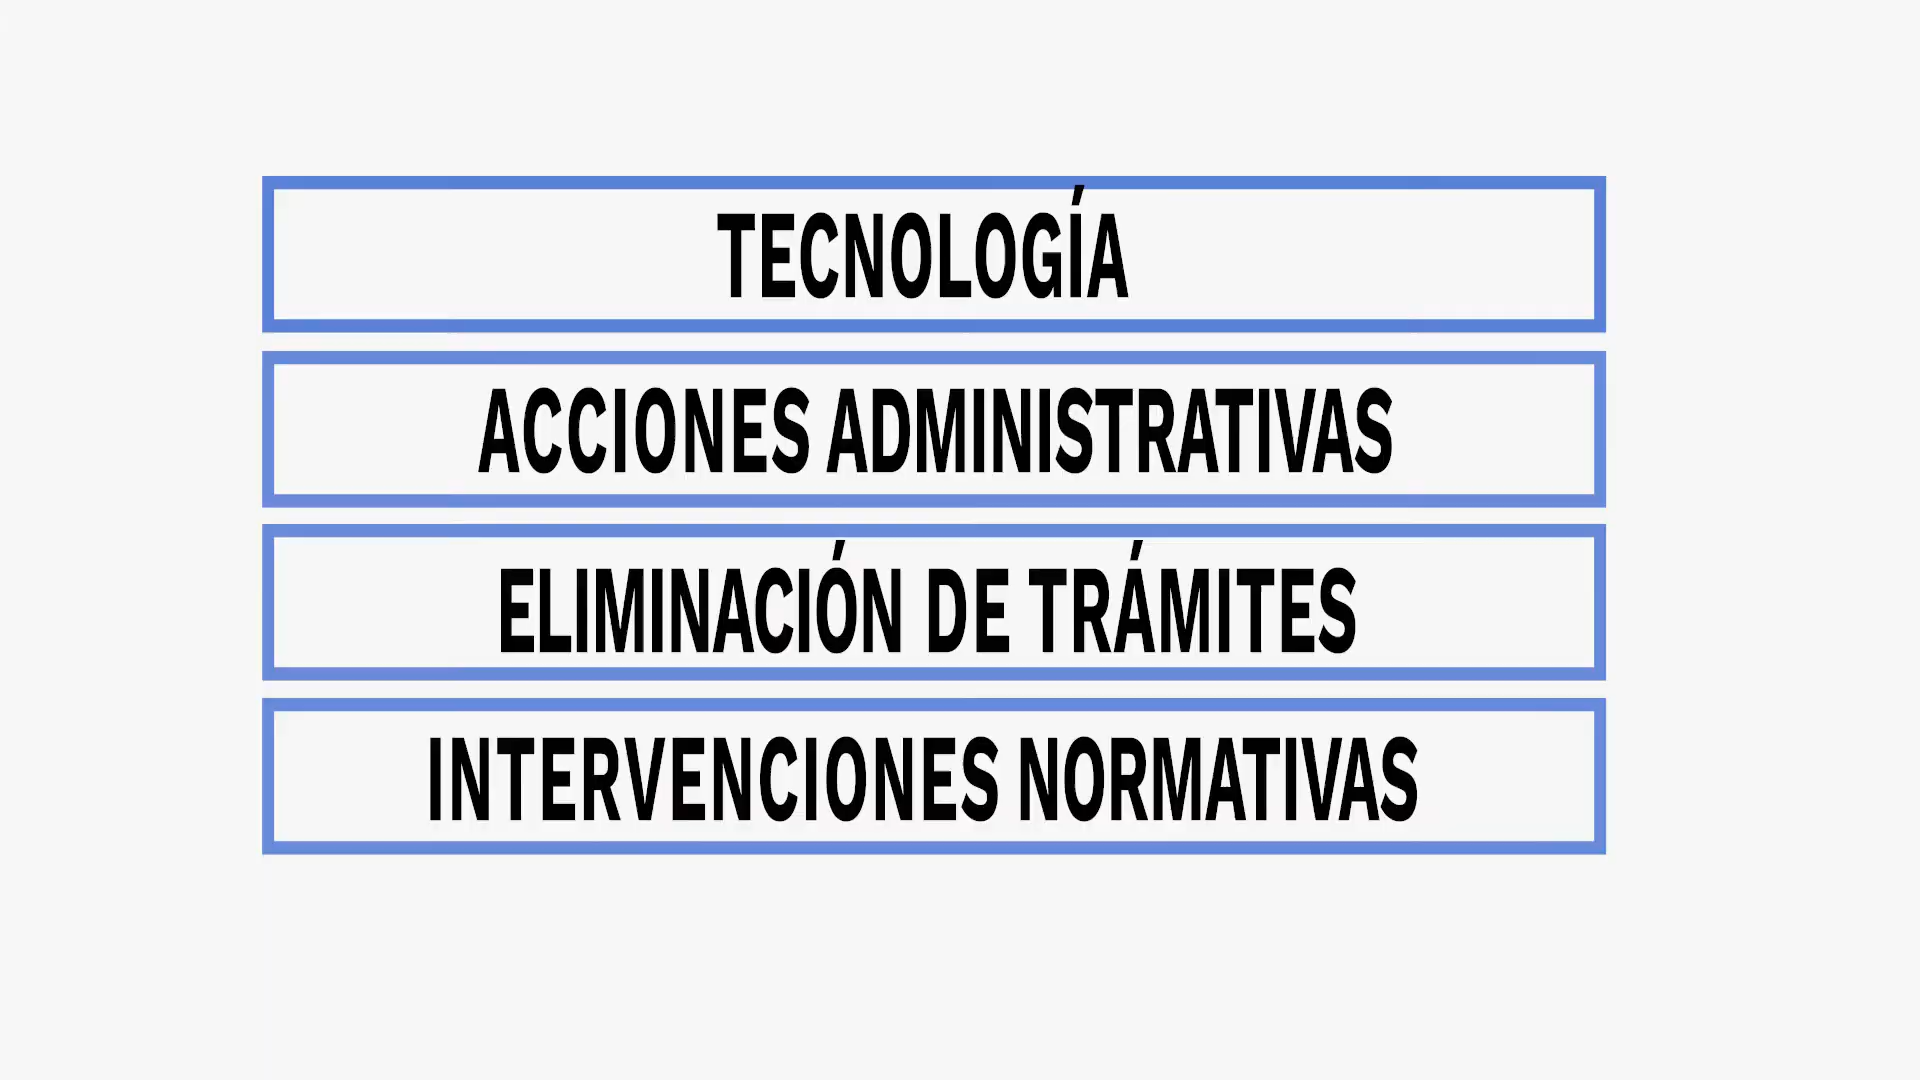 TECNOLOGÍA
ACCIONES ADMINISTRATIVAS
ELIMINACIÓN DE TRÁMITES
INTERVENCIONES NORMATIVAS